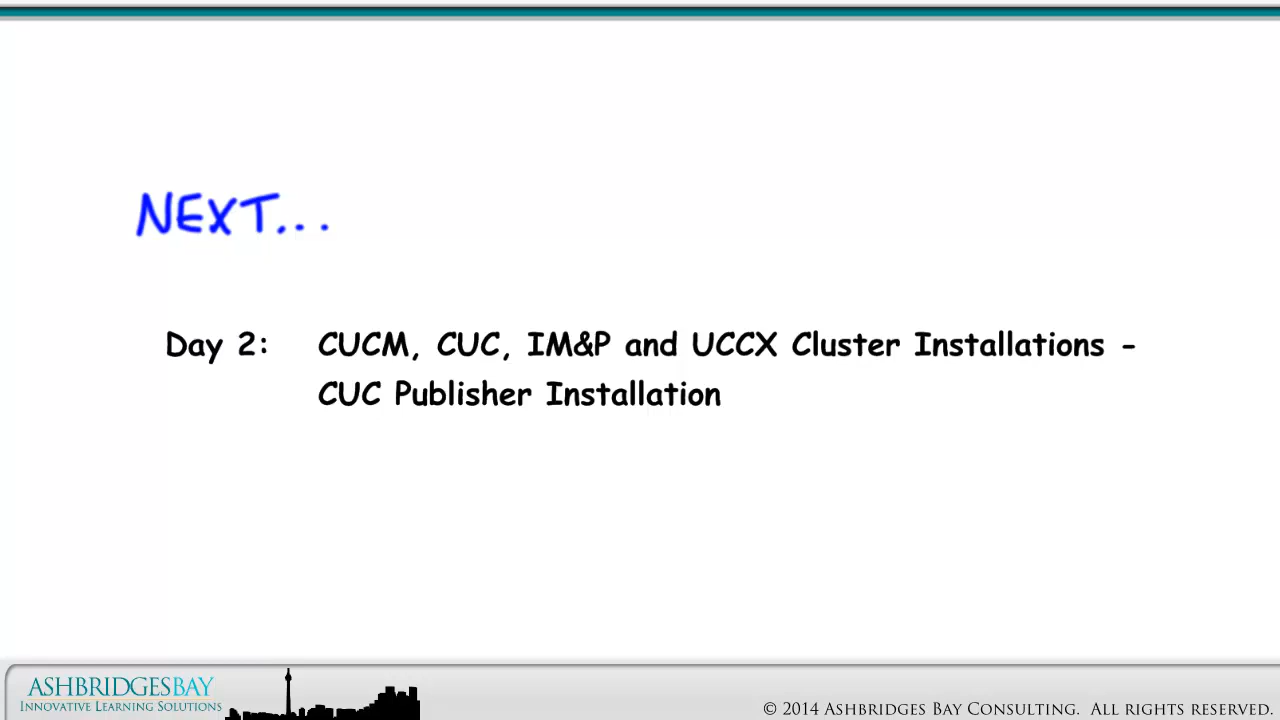 NEXT...
Day 2: CUCM, CUC, IM&P and UCCX Cluster Installations -
CUC Publisher Installation
ASHBRIDGESBAY
INNOVATIVE LEARNING SOLUTIONS
© 2014 ASHBRIDGES BAY CONSULTING. ALL RIGHTS RESERVED.